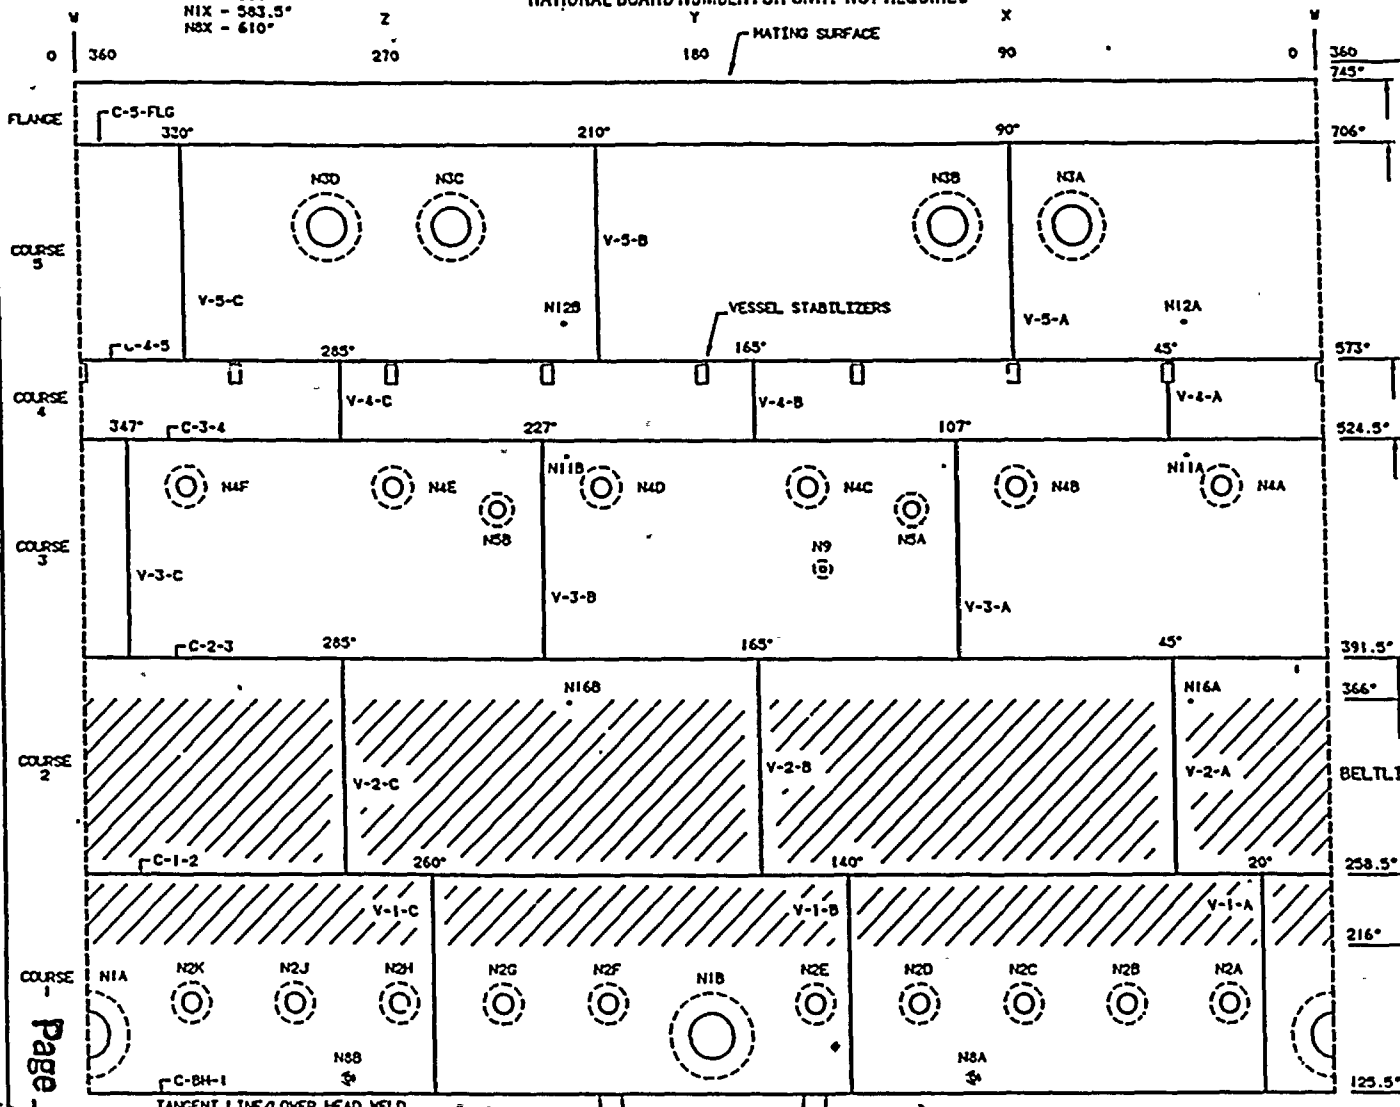 N1X - 583.5"
N8X - 610"
NATIONAL BOARD NUMBER FOR UNIT: NOT REQUIRED
W Z Y X W
0 360 270 180 90 0 360
MATING SURFACE
745"
FLANGE
C-5-FLG
330° 210° 90°
706"
N3D N3C N3B N3A
COURSE 5
V-5-B
V-5-C
N12B
VESSEL STABILIZERS
V-5-A
N12A
C-4-5
285° 165° 45°
573"
COURSE 4
V-4-C V-4-B V-4-A
347° C-3-4 227° 107°
524.5"
N11B N11A
N4F N4E N4D N4C N4B N4A
N5B N5A
COURSE 3
N9
V-3-C
V-3-B
V-3-A
C-2-3
285° 165° 45°
391.5"
N16B N16A
366"
COURSE 2
V-2-C V-2-B V-2-A
BELTLI
C-1-2
260° 140° 20°
258.5"
V-1-C V-1-B V-1-A
216"
COURSE 1
N1A N2K N2J N2H N2G N2F N1B N2E N2D N2C N2B N2A
N8B N8A
C-BH-1
125.5"
TANGENT LINE/LOWER HEAD WELD
Page